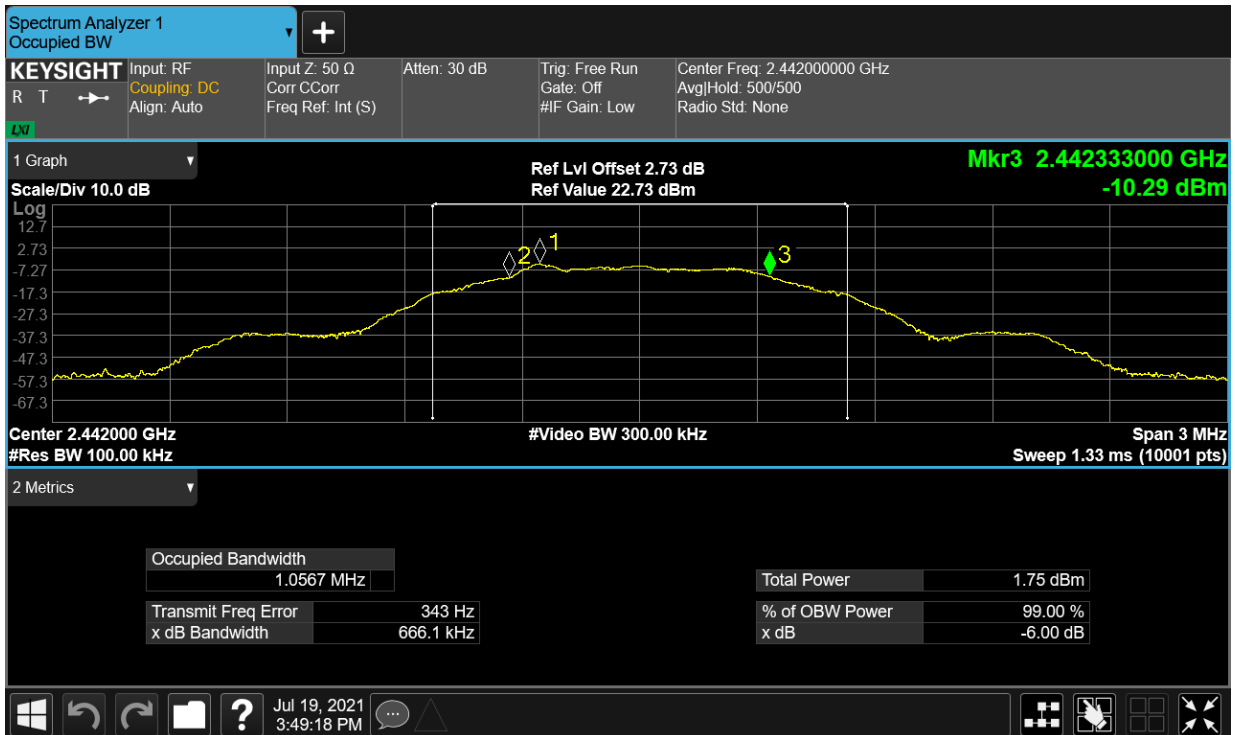 Spectrum Analyzer 1
Occupied BW
▼
+
KEYSIGHT
R T
LXI
Input: RF
Coupling: DC
Align: Auto
Input Z: 50 Ω
Corr CCorr
Freq Ref: Int (S)
Atten: 30 dB
Trig: Free Run
Gate: Off
#IF Gain: Low
Center Freq: 2.442000000 GHz
Avg|Hold: 500/500
Radio Std: None
1 Graph
▼
Scale/Div 10.0 dB
Ref Lvl Offset 2.73 dB
Ref Value 22.73 dBm
Mkr3 2.442333000 GHz
-10.29 dBm
Log
12.7
2.73
-7.27
-17.3
-27.3
-37.3
-47.3
-57.3
-67.3
2
1
3
Center 2.442000 GHz
#Res BW 100.00 kHz
#Video BW 300.00 kHz
Span 3 MHz
Sweep 1.33 ms (10001 pts)
2 Metrics
▼
Occupied Bandwidth
1.0567 MHz
Transmit Freq Error 343 Hz
x dB Bandwidth 666.1 kHz
Total Power 1.75 dBm
% of OBW Power 99.00 %
x dB -6.00 dB
?
Jul 19, 2021
3:49:18 PM